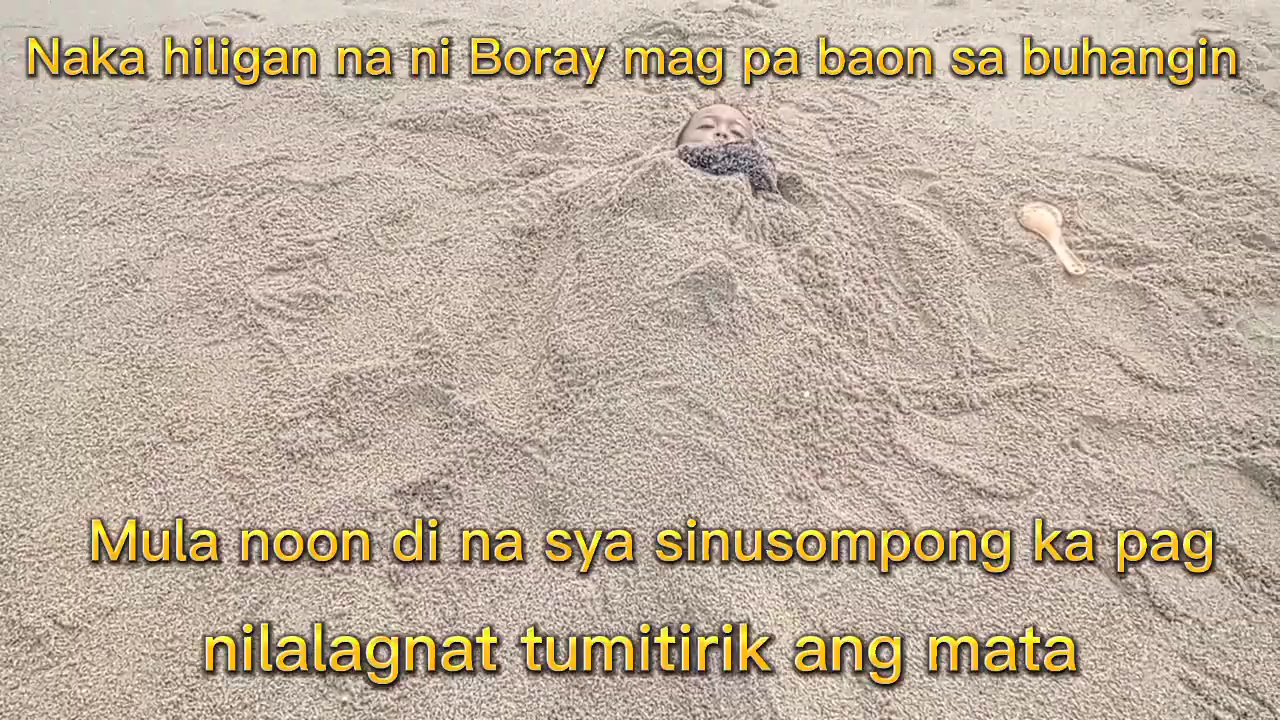 Naka hiligan na ni Boray mag pa baon sa buhangin
Mula noon di na sya sinusompong ka pag
nilalagnat tumitirik ang mata